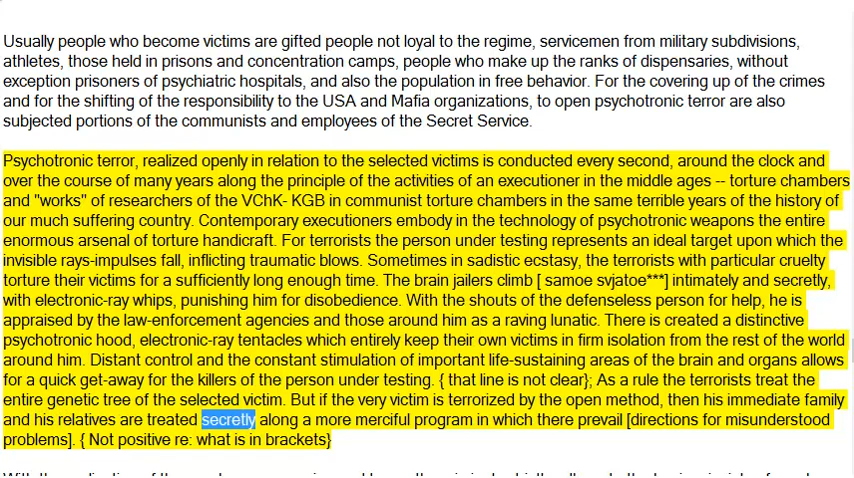 Usually people who become victims are gifted people not loyal to the regime, servicemen from military subdivisions,
athletes, those held in prisons and concentration camps, people who make up the ranks of dispensaries, without
exception prisoners of psychiatric hospitals, and also the population in free behavior. For the covering up of the crimes
and for the shifting of the responsibility to the USA and Mafia organizations, to open psychotronic terror are also
subjected portions of the communists and employees of the Secret Service.
Psychotronic terror, realized openly in relation to the selected victims is conducted every second, around the clock and
over the course of many years along the principle of the activities of an executioner in the middle ages -- torture chambers
and "works" of researchers of the VChK- KGB in communist torture chambers in the same terrible years of the history of
our much suffering country. Contemporary executioners embody in the technology of psychotronic weapons the entire
enormous arsenal of torture handicraft. For terrorists the person under testing represents an ideal target upon which the
invisible rays-impulses fall, inflicting traumatic blows. Sometimes in sadistic ecstasy, the terrorists with particular cruelty
torture their victims for a sufficiently long enough time. The brain jailers climb [ samoe svjatoe***] intimately and secretly,
with electronic-ray whips, punishing him for disobedience. With the shouts of the defenseless person for help, he is
appraised by the law-enforcement agencies and those around him as a raving lunatic. There is created a distinctive
psychotronic hood, electronic-ray tentacles which entirely keep their own victims in firm isolation from the rest of the world
around him. Distant control and the constant stimulation of important life-sustaining areas of the brain and organs allows
for a quick get-away for the killers of the person under testing. { that line is not clear}; As a rule the terrorists treat the
entire genetic tree of the selected victim. But if the very victim is terrorized by the open method, then his immediate family
and his relatives are treated secretly along a more merciful program in which there prevail [directions for misunderstood
problems]. { Not positive re: what is in brackets}